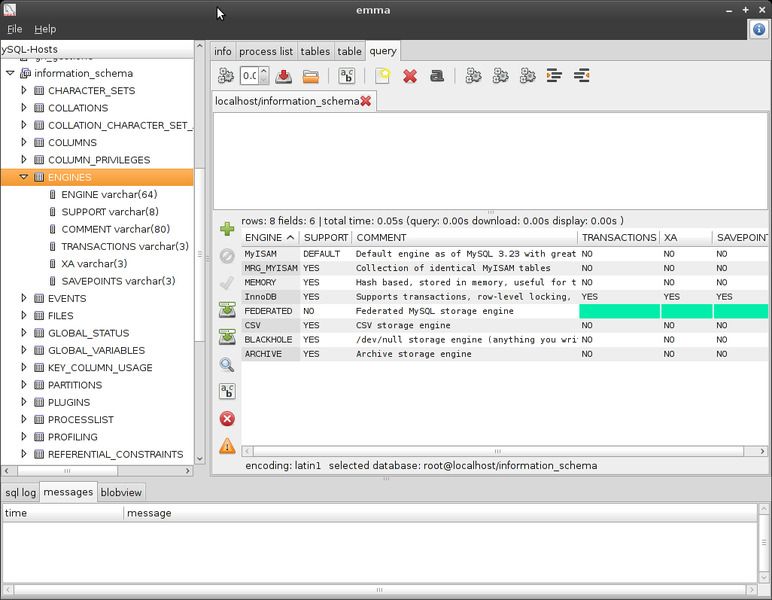 emma
File Help
ySQL-Hosts
information_schema
CHARACTER_SETS
COLLATIONS
COLLATION_CHARACTER_SET_
COLUMNS
COLUMN_PRIVILEGES
ENGINES
ENGINE varchar(64)
SUPPORT varchar(8)
COMMENT varchar(80)
TRANSACTIONS varchar(3)
XA varchar(3)
SAVEPOINTS varchar(3)
EVENTS
FILES
GLOBAL_STATUS
GLOBAL_VARIABLES
KEY_COLUMN_USAGE
PARTITIONS
PLUGINS
PROCESSLIST
PROFILING
REFERENTIAL_CONSTRAINTS
info process list tables table query
0.0
localhost/information_schema
rows: 8 fields: 6 | total time: 0.05s (query: 0.00s download: 0.00s display: 0.00s )
ENGINE SUPPORT COMMENT TRANSACTIONS XA SAVEPOINT
MyISAM DEFAULT Default engine as of MySQL 3.23 with great NO NO NO
MRG_MYISAM YES Collection of identical MyISAM tables NO NO NO
MEMORY YES Hash based, stored in memory, useful for t NO NO NO
InnoDB YES Supports transactions, row-level locking, YES YES YES
FEDERATED NO Federated MySQL storage engine
CSV YES CSV storage engine NO NO NO
BLACKHOLE YES /dev/null storage engine (anything you wri NO NO NO
ARCHIVE YES Archive storage engine NO NO NO
encoding: latin1 selected database: root@localhost/information_schema
sql log messages blobview
time message